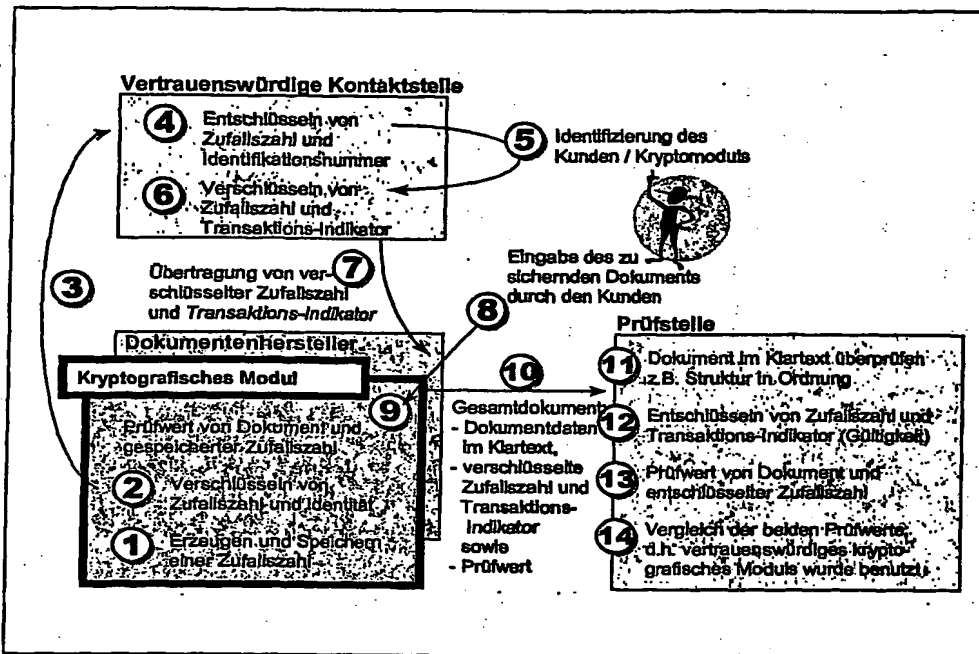 Vertrauenswürdige Kontaktstelle
4
Entschlüsseln von
Zufallszahl und
Identifikationsnummer
5
Identifizierung des
Kunden / Kryptomoduls
6
Verschlüsseln von
Zufallszahl und
Transaktions-Indikator
3
Übertragung von ver-
schlüsselter Zufallszahl
und Transaktions-Indikator
7
Eingabe des zu
sichernden Dokuments
durch den Kunden
8
Dokumentenhersteller
Kryptografisches Modul
9
Prüfwert von Dokument und
gespeicherter Zufallszahl
2
Verschlüsseln von
Zufallszahl und Identität
1
Erzeugen und Speichern
einer Zufallszahl
10
Gesamtdokument
- Dokumentdaten
im Klartext,
- verschlüsselte
Zufallszahl und
Transaktions-
Indikator
sowie
- Prüfwert
Prüfstelle
11
Dokument im Klartext überprüfen
z.B. Struktur in Ordnung
12
Entschlüsseln von Zufallszahl und
Transaktions-Indikator (Gültigkeit)
13
Prüfwert von Dokument und
entschlüsselter Zufallszahl
14
Vergleich der beiden Prüfwerte,
d.h. vertrauenswürdiges krypto-
grafisches Moduls wurde benutzt